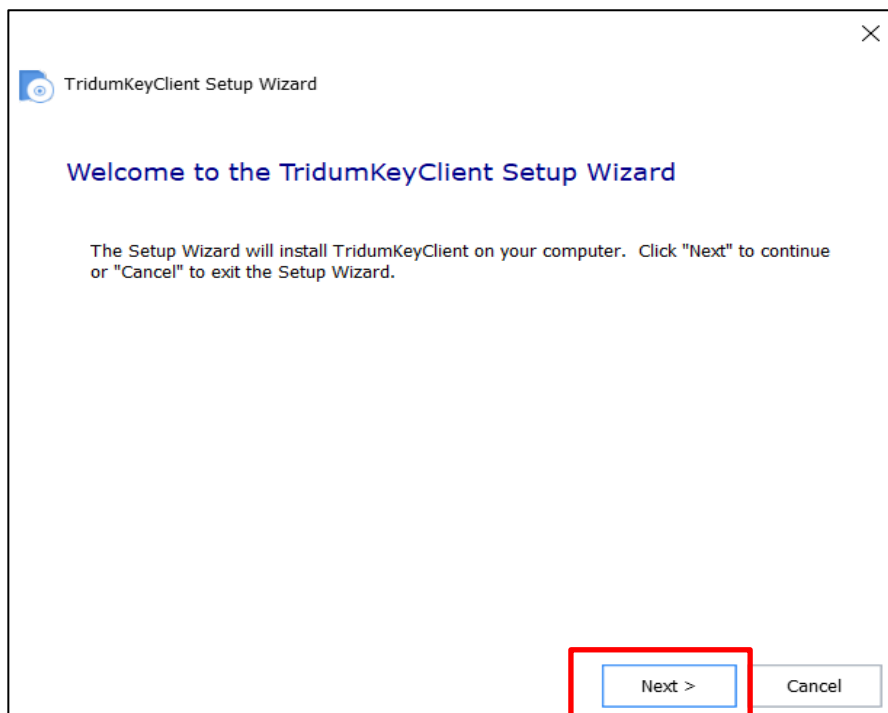 TridumKeyClient Setup Wizard
Welcome to the TridumKeyClient Setup Wizard
The Setup Wizard will install TridumKeyClient on your computer.  Click "Next" to continue
or "Cancel" to exit the Setup Wizard.
Next >
Cancel